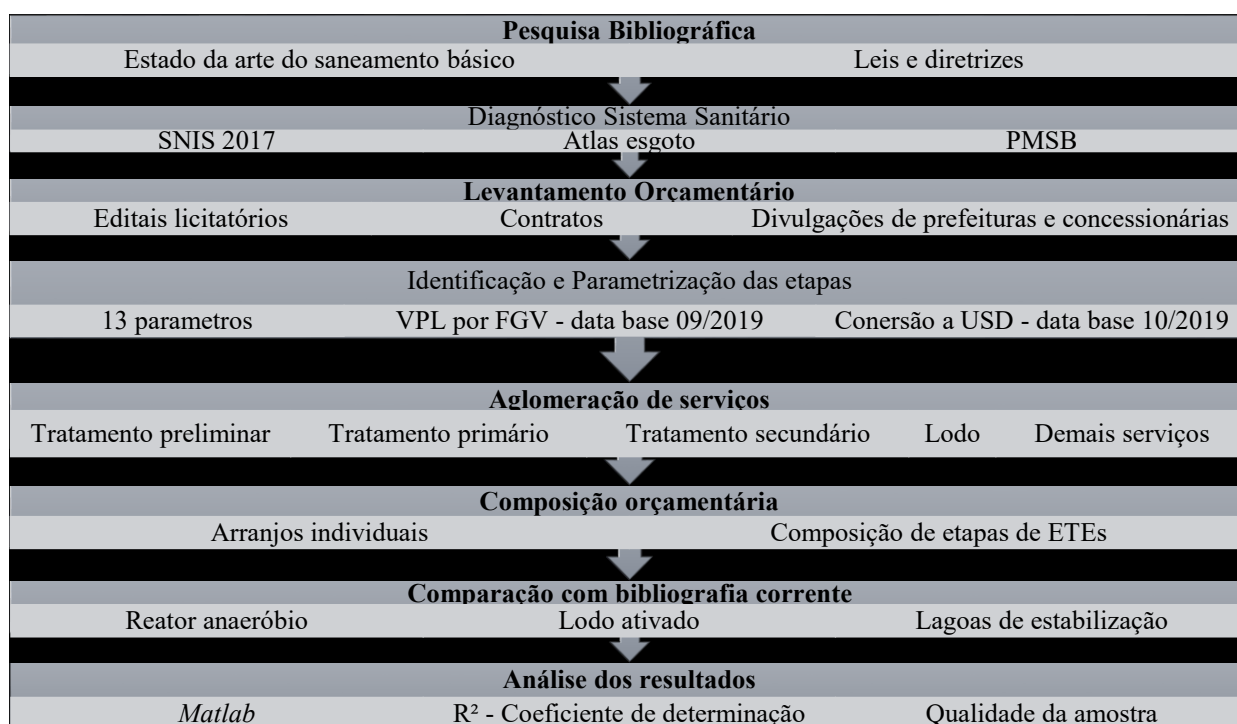 Pesquisa Bibliográfica
Estado da arte do saneamento básico Leis e diretrizes
Diagnóstico Sistema Sanitário
SNIS 2017 Atlas esgoto PMSB
Levantamento Orçamentário
Editais licitatórios Contratos Divulgações de prefeituras e concessionárias
Identificação e Parametrização das etapas
13 parametros VPL por FGV - data base 09/2019 Conersão a USD - data base 10/2019
Aglomeração de serviços
Tratamento preliminar Tratamento primário Tratamento secundário Lodo Demais serviços
Composição orçamentária
Arranjos individuais Composição de etapas de ETEs
Comparação com bibliografia corrente
Reator anaeróbio Lodo ativado Lagoas de estabilização
Análise dos resultados
Matlab R² - Coeficiente de determinação Qualidade da amostra